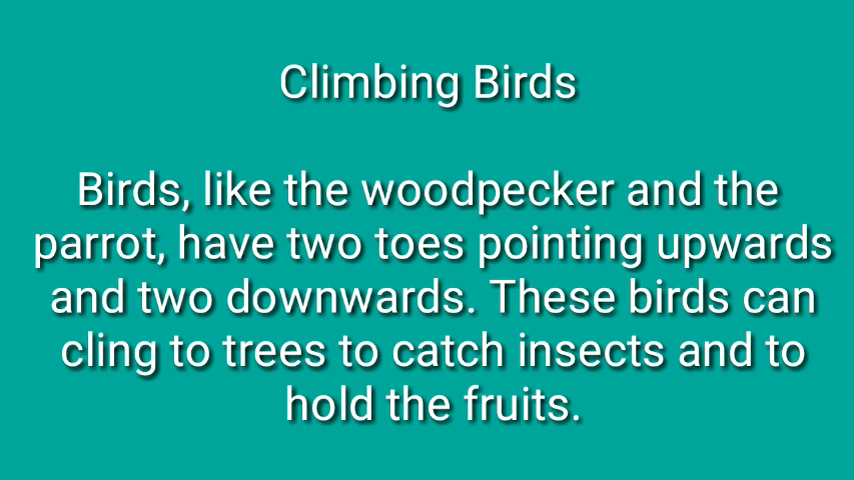 Climbing Birds
Birds, like the woodpecker and the
parrot, have two toes pointing upwards
and two downwards. These birds can
cling to trees to catch insects and to
hold the fruits.